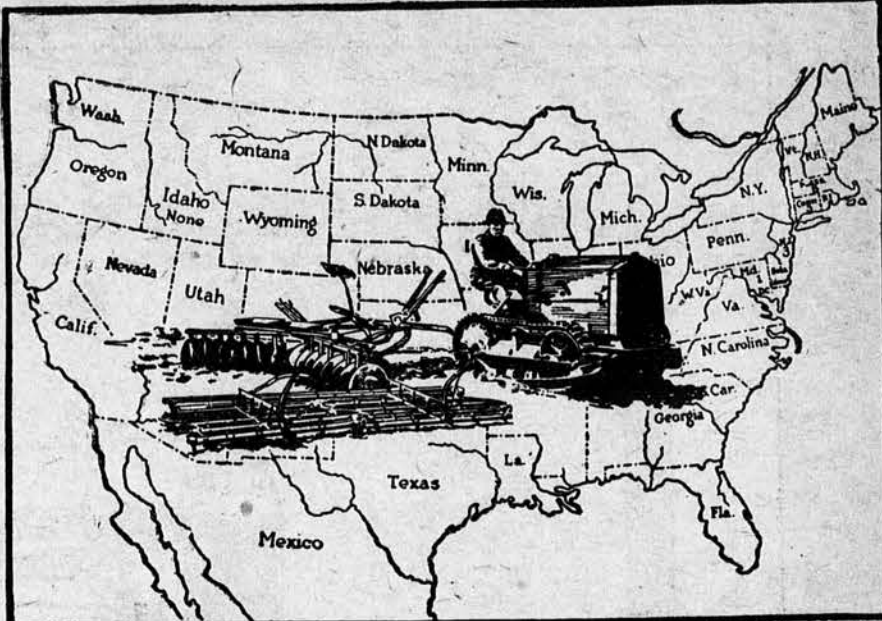 Wash.
Oregon
Idaho
None
Montana
Wyoming
N Dakota
S. Dakota
Nebraska
Minn.
Wis.
Mich.
hio
Penn.
N.Y.
Vt.
Maine
Nevada
Utah
Calif.
W.Va
Md.
Va.
N. Carolina
Car.
Georgia
Fla.
La.
Texas
Mexico